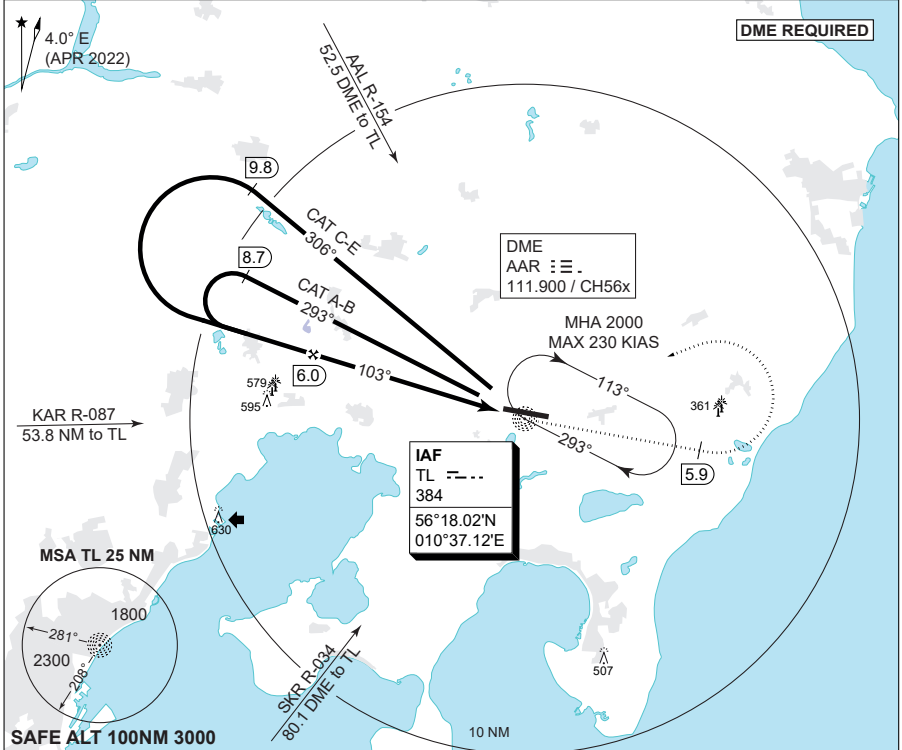 4.0° E
(APR 2022)
DME REQUIRED
AAL R-154
52.5 DME to TL
9.8
CAT C-E
306°
8.7
CAT A-B
293°
DME
AAR
111.900 / CH56x
MHA 2000
MAX 230 KIAS
113°
6.0
103°
579
595
361
KAR R-087
53.8 NM to TL
293°
5.9
IAF
TL
384
56°18.02'N
010°37.12'E
630
MSA TL 25 NM
1800
281°
2300
208°
SKR R-034
80.1 DME to TL
507
10 NM
SAFE ALT 100NM 3000